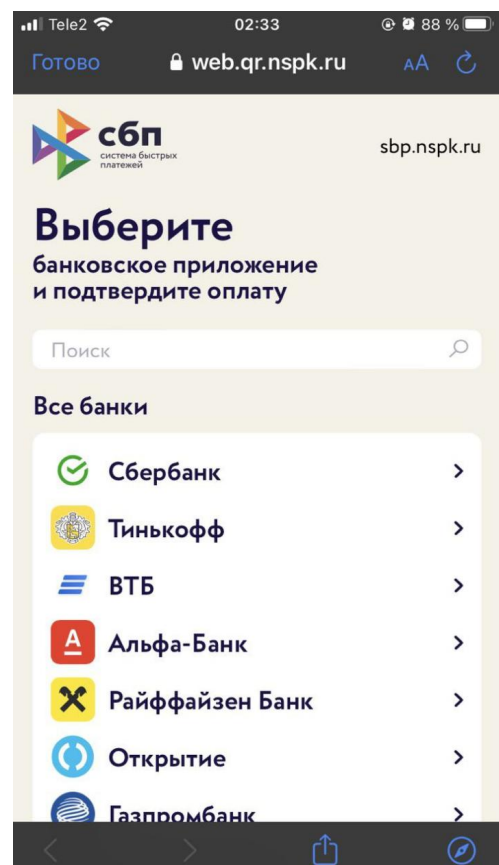 Tele2 02:33 88 %
Готово web.qr.nspk.ru AA
сбп
система быстрых
платежей
sbp.nspk.ru
Выберите
банковское приложение
и подтвердите оплату
Поиск
Все банки
Сбербанк
Тинькофф
ВТБ
А Альфа-Банк
Райффайзен Банк
Открытие
Газпромбанк